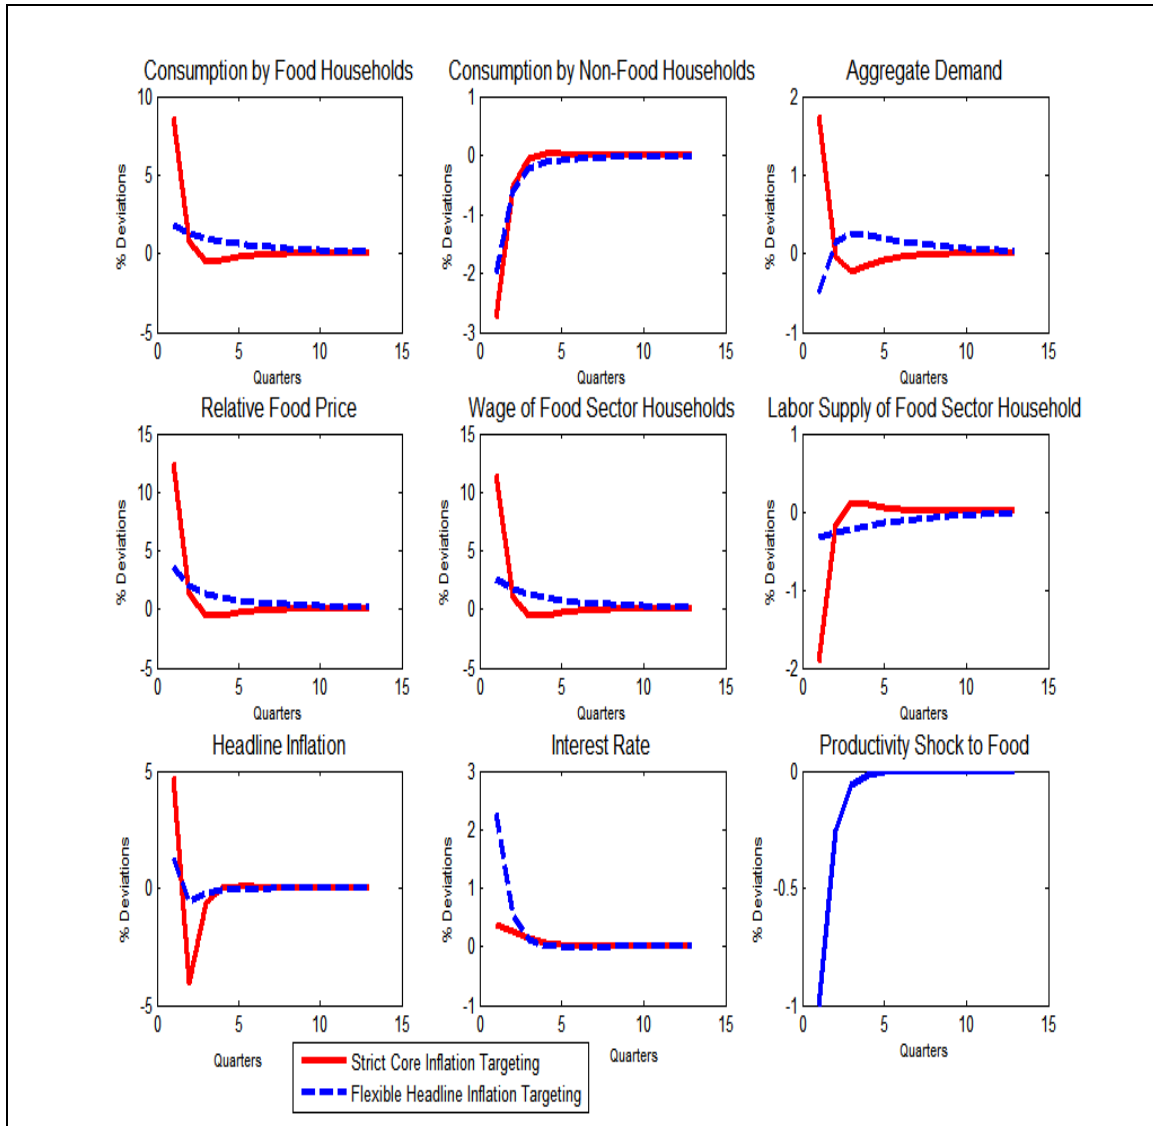 Consumption by Food Households
Consumption by Non-Food Households
Aggregate Demand
10
5
0
-5
% Deviations
0 5 10 15
Quarters
1
0
-1
-2
-3
% Deviations
0 5 10 15
Quarters
2
1
0
-1
% Deviations
0 5 10 15
Quarters
Relative Food Price
Wage of Food Sector Households
Labor Supply of Food Sector Household
15
10
5
0
-5
% Deviations
0 5 10 15
Quarters
15
10
5
0
-5
% Deviations
0 5 10 15
Quarters
1
0
-1
-2
% Deviations
0 5 10 15
Quarters
Headline Inflation
Interest Rate
Productivity Shock to Food
5
0
-5
% Deviations
0 5 10 15
Quarters
3
2
1
0
-1
% Deviations
0 5 10 15
Quarters
0
-0.5
-1
% Deviations
0 5 10 15
Quarters
Strict Core Inflation Targeting
Flexible Headline Inflation Targeting